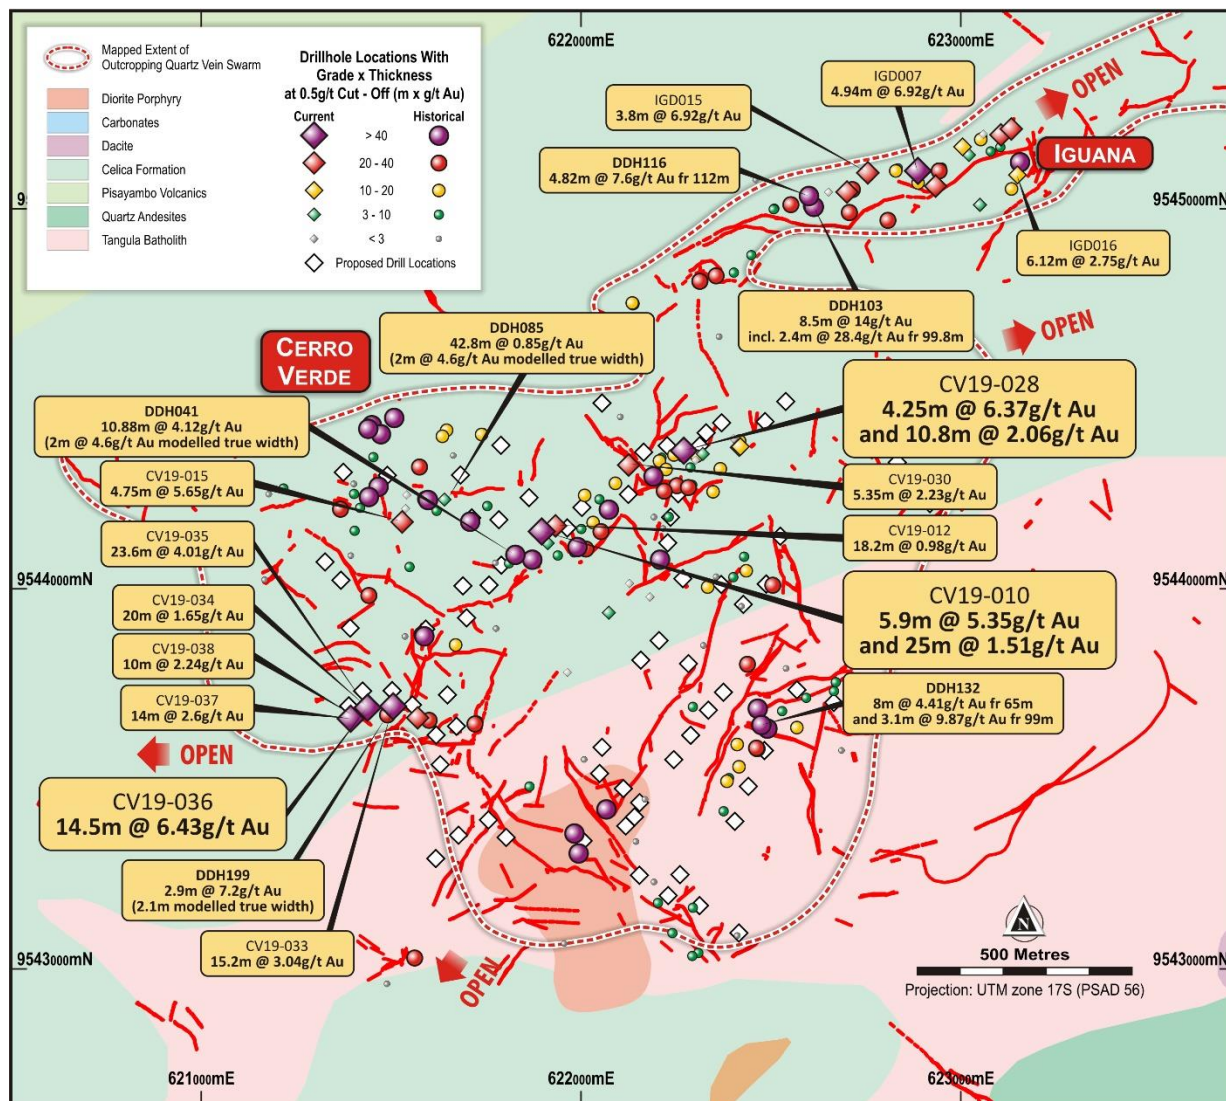 622000mE
623000mE
Mapped Extent of
Outcropping Quartz Vein Swarm
Diorite Porphyry
Carbonates
Dacite
Celica Formation
Pisayambo Volcanics
Quartz Andesites
Tangula Batholith
Drillhole Locations With
Grade x Thickness
at 0.5g/t Cut - Off (m x g/t Au)
Current
Historical
> 40
20 - 40
10 - 20
3 - 10
< 3
Proposed Drill Locations
IGD015
3.8m @ 6.92g/t Au
IGD007
4.94m @ 6.92g/t Au
OPEN
IGUANA
DDH116
4.82m @ 7.6g/t Au fr 112m
9545000mN
IGD016
6.12m @ 2.75g/t Au
DDH103
8.5m @ 14g/t Au
incl. 2.4m @ 28.4g/t Au fr 99.8m
OPEN
CERRO
VERDE
DDH085
42.8m @ 0.85g/t Au
(2m @ 4.6g/t Au modelled true width)
CV19-028
4.25m @ 6.37g/t Au
and 10.8m @ 2.06g/t Au
DDH041
10.88m @ 4.12g/t Au
(2m @ 4.6g/t Au modelled true width)
CV19-015
4.75m @ 5.65g/t Au
CV19-030
5.35m @ 2.23g/t Au
CV19-035
23.6m @ 4.01g/t Au
CV19-012
18.2m @ 0.98g/t Au
9544000mN
9544000mN
CV19-034
20m @ 1.65g/t Au
CV19-010
5.9m @ 5.35g/t Au
and 25m @ 1.51g/t Au
CV19-038
10m @ 2.24g/t Au
CV19-037
14m @ 2.6g/t Au
DDH132
8m @ 4.41g/t Au fr 65m
and 3.1m @ 9.87g/t Au fr 99m
OPEN
CV19-036
14.5m @ 6.43g/t Au
DDH199
2.9m @ 7.2g/t Au
(2.1m modelled true width)
CV19-033
15.2m @ 3.04g/t Au
OPEN
N
500 Metres
Projection: UTM zone 17S (PSAD 56)
9543000mN
9543000mN
621000mE
622000mE
623000mE